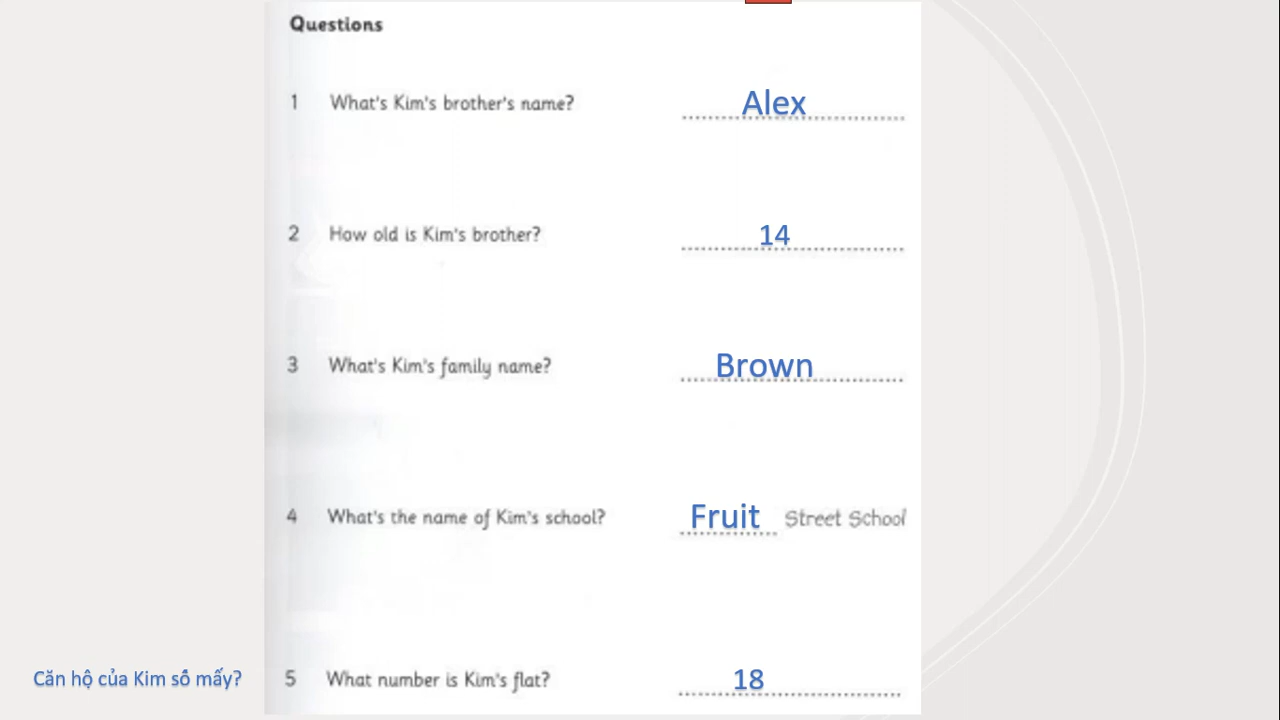 Questions
1 What's Kim's brother's name? Alex
2 How old is Kim's brother? 14
3 What's Kim's family name? Brown
4 What's the name of Kim's school? Fruit Street School
Căn hộ của Kim số mấy? 5 What number is Kim's flat? 18